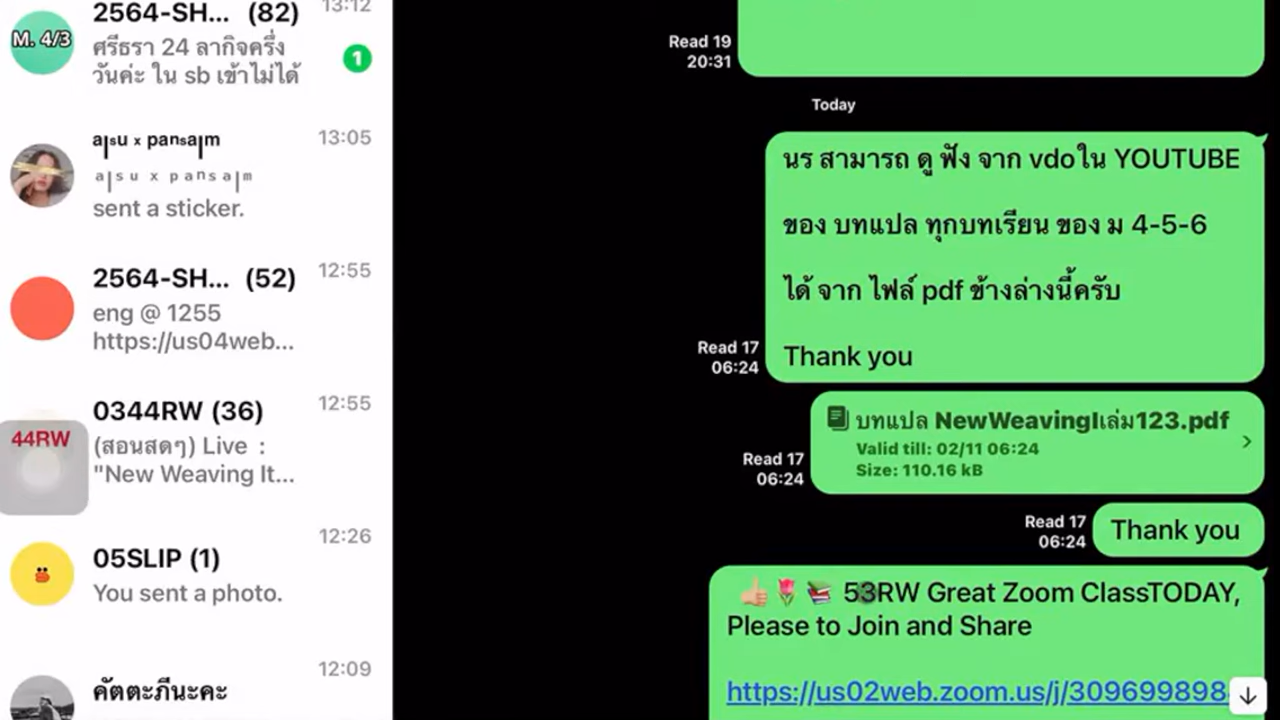 2564-SH... (82)
13:12
M. 4/3
ศรีธรา 24 ลากิจครึ่ง
วันค่ะ ใน sb เข้าไม่ได้
1
13:05
sent a sticker.
2564-SH... (52)
12:55
eng @ 1255
https://us04web...
0344RW (36)
12:55
44RW
(สอนสดๆ) Live :
"New Weaving It...
12:26
05SLIP (1)
You sent a photo.
12:09
คัตตะภีนะคะ
Read 19
20:31
Today
นร สามารถ ดู ฟัง จาก vdoใน YOUTUBE
ของ บทแปล ทุกบทเรียน ของ ม 4-5-6
ได้ จาก ไฟล์ pdf ข้างล่างนี้ครับ
Thank you
Read 17
06:24
บทแปล NewWeavingIเล่ม123.pdf
Valid till: 02/11 06:24
Size: 110.16 kB
Read 17
06:24
Thank you
Read 17
06:24
👍🏼🌷📚 53RW Great Zoom ClassTODAY,
Please to Join and Share
https://us02web.zoom.us/j/309699898